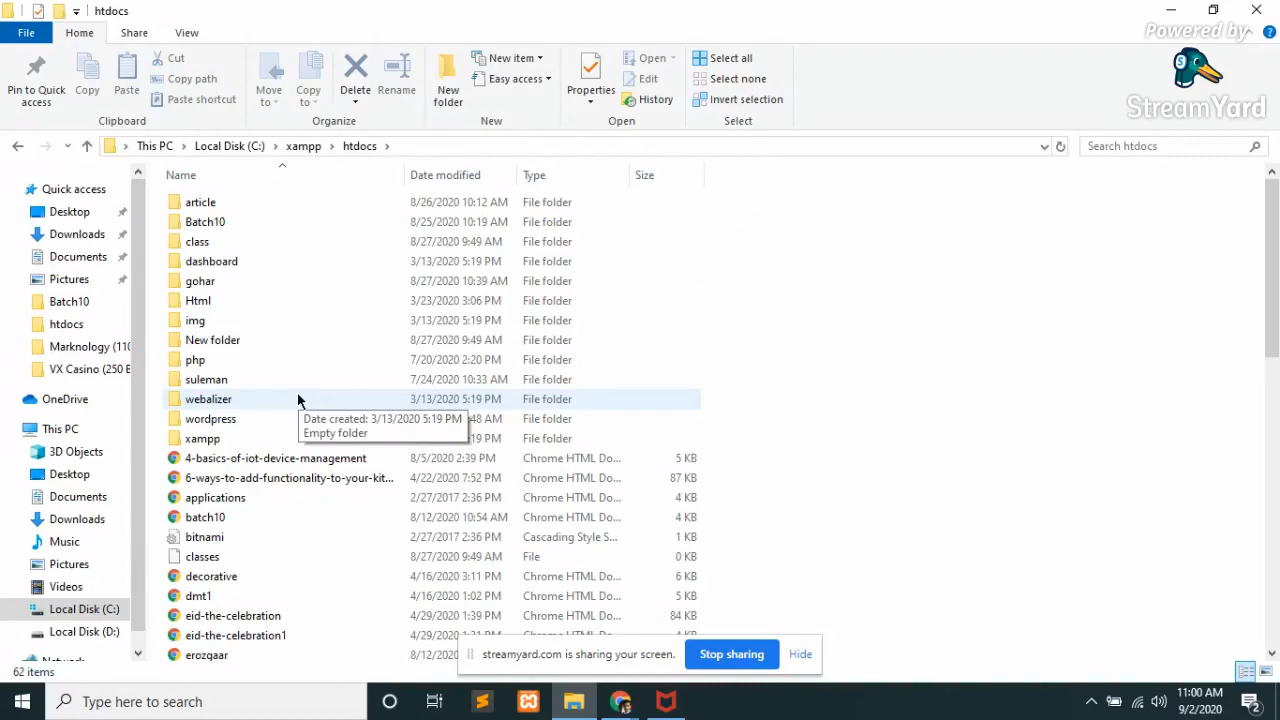 htdocs
File Home Share View
Powered by
StreamYard
Pin to Quick access
Copy
Paste
Cut
Copy path
Paste shortcut
Clipboard
Move to
Copy to
Delete
Rename
Organize
New folder
New item
Easy access
New
Properties
Open
Edit
History
Open
Select all
Select none
Invert selection
Select
This PC Local Disk (C:) xampp htdocs
Search htdocs
Quick access
Desktop
Downloads
Documents
Pictures
Batch10
htdocs
Marknology (11(
VX Casino (250 E
OneDrive
This PC
3D Objects
Desktop
Documents
Downloads
Music
Pictures
Videos
Local Disk (C:)
Local Disk (D:)
Name Date modified Type Size
article 8/26/2020 10:12 AM File folder
Batch10 8/25/2020 10:19 AM File folder
class 8/27/2020 9:49 AM File folder
dashboard 3/13/2020 5:19 PM File folder
gohar 8/27/2020 10:39 AM File folder
Html 3/23/2020 3:06 PM File folder
img 3/13/2020 5:19 PM File folder
New folder 8/27/2020 9:49 AM File folder
php 7/20/2020 2:20 PM File folder
suleman 7/24/2020 10:33 AM File folder
webalizer 3/13/2020 5:19 PM File folder
wordpress :48 AM File folder
Date created: 3/13/2020 5:19 PM
Empty folder
xampp :19 PM File folder
4-basics-of-iot-device-management 8/5/2020 2:39 PM Chrome HTML Do... 5 KB
6-ways-to-add-functionality-to-your-kit... 4/22/2020 7:52 PM Chrome HTML Do... 87 KB
applications 2/27/2017 2:36 PM Chrome HTML Do... 4 KB
batch10 8/12/2020 10:54 AM Chrome HTML Do... 4 KB
bitnami 2/27/2017 2:36 PM Cascading Style S... 1 KB
classes 8/27/2020 9:49 AM File 0 KB
decorative 4/16/2020 3:11 PM Chrome HTML Do... 6 KB
dmt1 4/16/2020 1:02 PM Chrome HTML Do... 5 KB
eid-the-celebration 4/29/2020 1:39 PM Chrome HTML Do... 84 KB
eid-the-celebration1 4/29/2020
erozqaar 8/12/2020
streamyard.com is sharing your screen. Stop sharing Hide
62 items
Type here to search
11:00 AM
9/2/2020
2